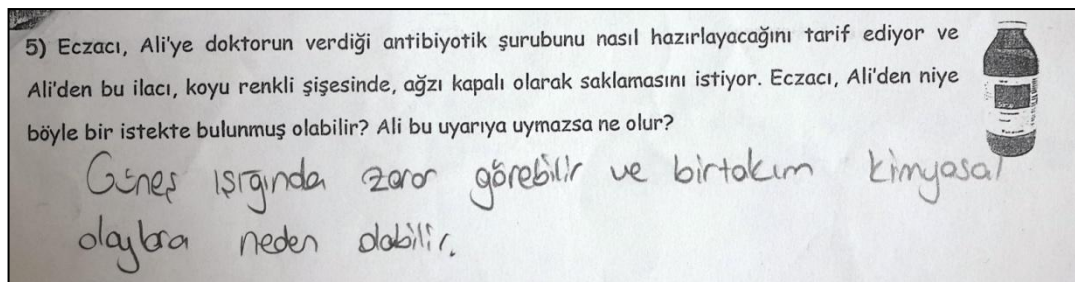 5) Eczacı, Ali'ye doktorun verdiği antibiyotik şurubunu nasıl hazırlayacağını tarif ediyor ve
Ali'den bu ilacı, koyu renkli şişesinde, ağzı kapalı olarak saklamasını istiyor. Eczacı, Ali'den niye
böyle bir istekte bulunmuş olabilir? Ali bu uyarıya uymazsa ne olur?
Güneş ışığında zarar görebilir ve birtakım kimyasal
olaylara neden olabilir.